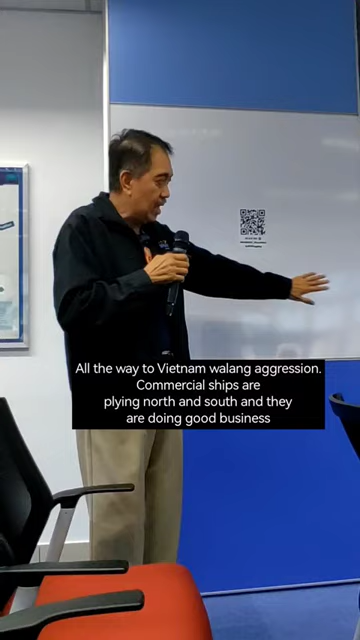 All the way to Vietnam walang aggression.
Commercial ships are
plying north and south and they
are doing good business